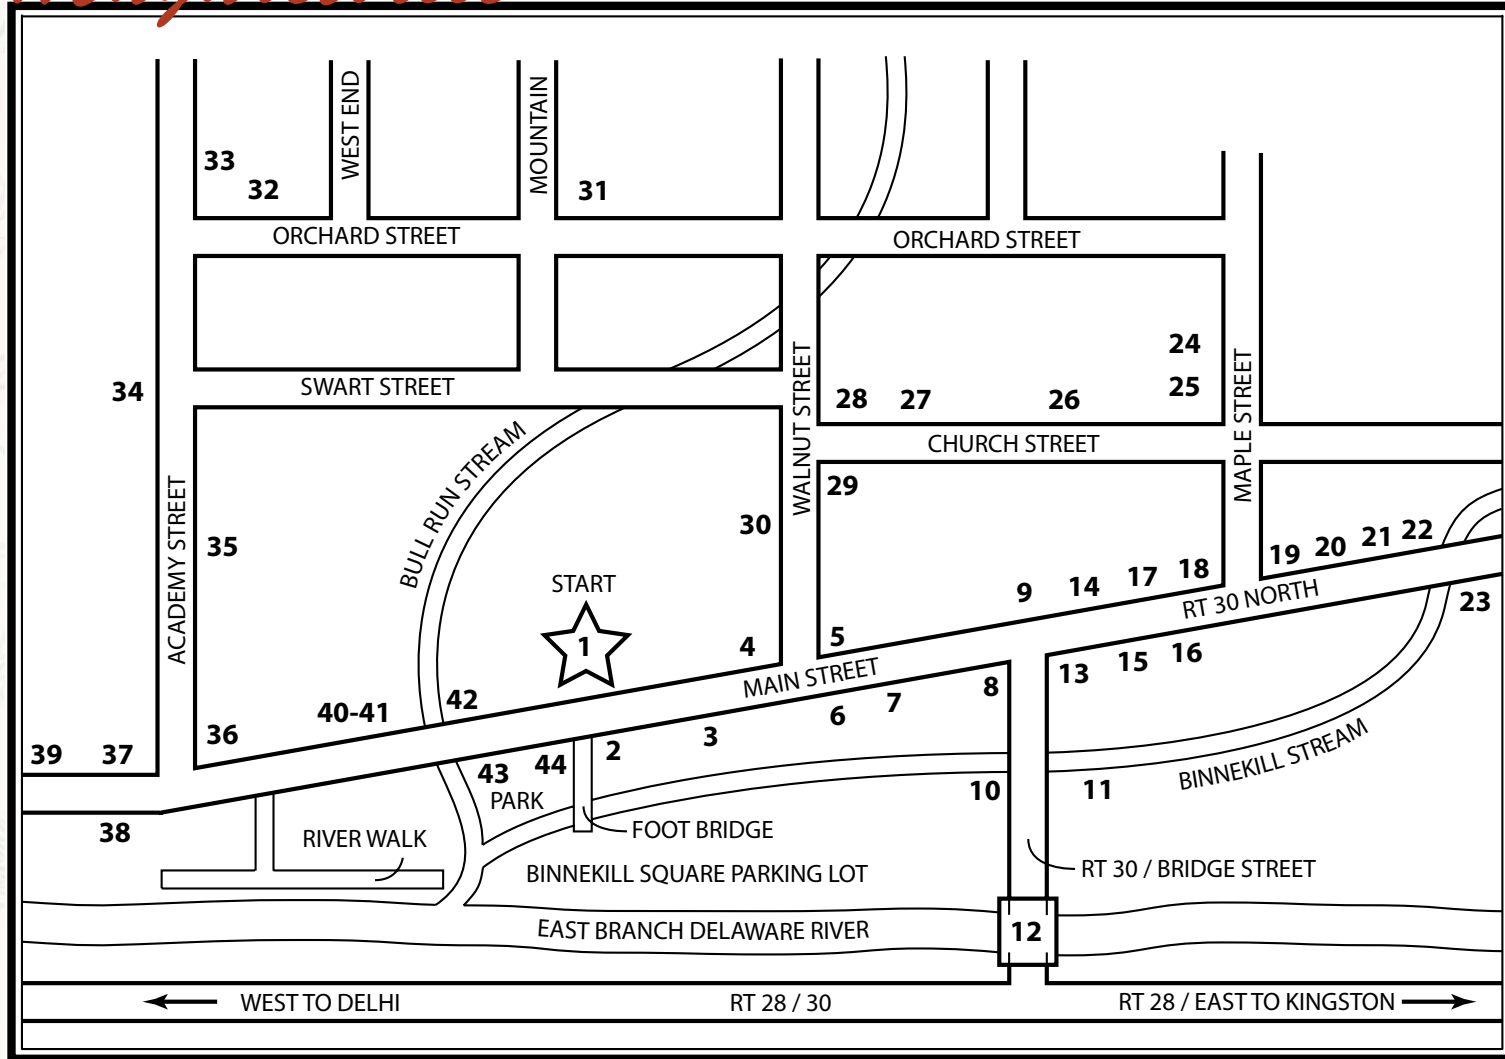 WEST END
MOUNTAIN
33
32
31
ORCHARD STREET
ORCHARD STREET
24
34
SWART STREET
WALNUT STREET
28
27
26
25
MAPLE STREET
CHURCH STREET
BULL RUN STREAM
29
ACADEMY STREET
35
30
START
1
4
5
9
14
17
18
19
20
21
22
RT 30 NORTH
23
MAIN STREET
13
15
16
36
40-41
42
8
7
6
3
2
39
37
43
44
PARK
10
11
BINNEKILL STREAM
38
RIVER WALK
FOOT BRIDGE
BINNEKILL SQUARE PARKING LOT
RT 30 / BRIDGE STREET
EAST BRANCH DELAWARE RIVER
12
WEST TO DELHI
RT 28 / 30
RT 28 / EAST TO KINGSTON